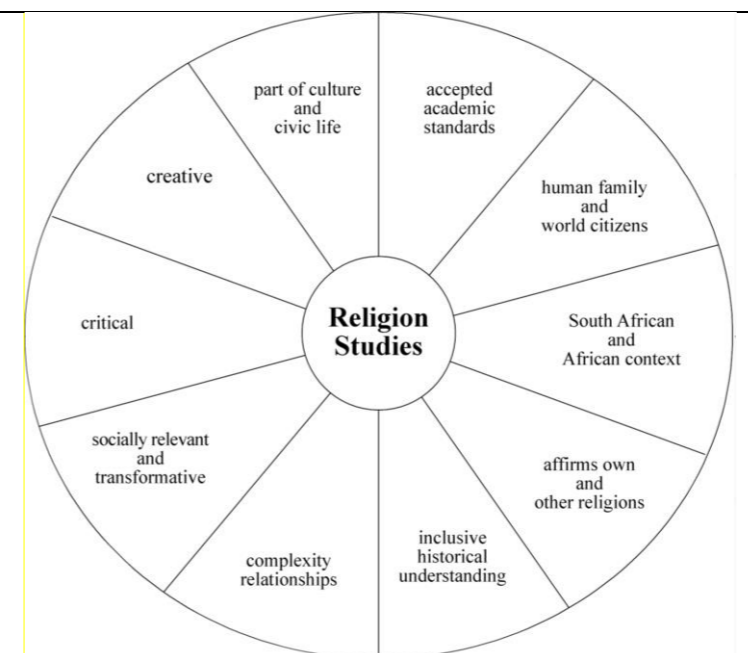 part of culture
and
civic life
accepted
academic
standards
human family
and
world citizens
South African
and
African context
affirms own
and
other religions
inclusive
historical
understanding
complexity
relationships
socially relevant
and
transformative
critical
creative
Religion
Studies